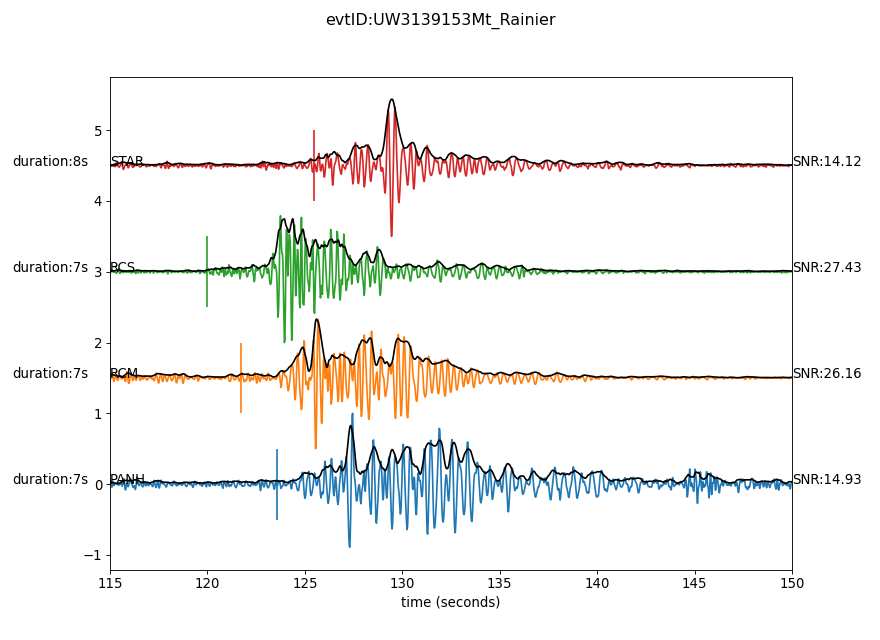 evtID:UW3139153Mt_Rainier
5
duration:8s STAR SNR:14.12
4
duration:7s RCS SNR:27.43
3
2
duration:7s RCM SNR:26.16
1
duration:7s PANH SNR:14.93
0
−1
115 120 125 130 135 140 145 150
time (seconds)